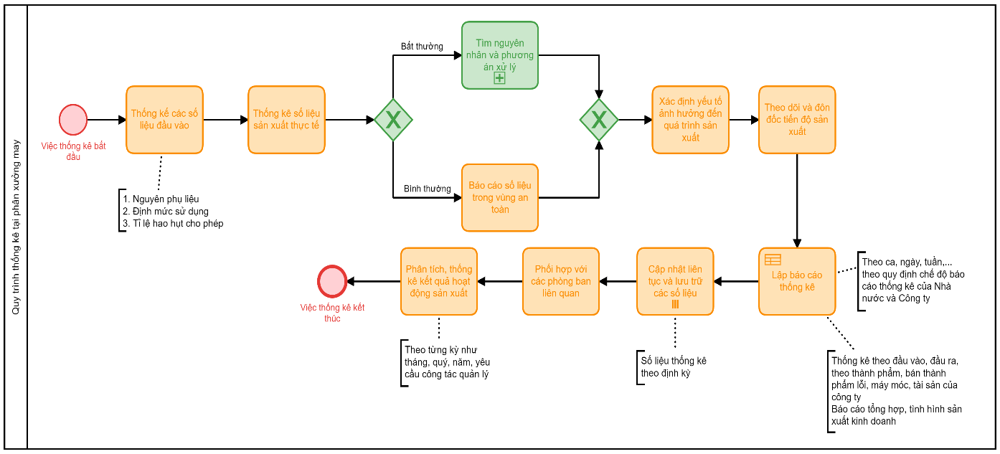 Quy trình thống kê tại phân xưởng may
Việc thống kê bắt
đầu
Thống kê các số
liệu đầu vào
1. Nguyên phụ liệu
2. Định mức sử dụng
3. Tỉ lệ hao hụt cho phép
Thống kê số liệu
sản xuất thực tế
Bất thường
Tìm nguyên
nhân và phương
án xử lý
Bình thường
Báo cáo số liệu
trong vùng an
toàn
Xác định yếu tố
ảnh hưởng đến
quá trình sản
xuất
Theo dõi và đôn
đốc tiến độ sản
xuất
Lập báo cáo
thống kê
Theo ca, ngày, tuần,...
theo quy định chế độ báo
cáo thống kê của Nhà
nước và Công ty
Thống kê theo đầu vào, đầu ra,
theo thành phẩm, bán thành
phẩm lỗi, máy móc, tài sản của
công ty
Báo cáo tổng hợp, tình hình sản
xuất kinh doanh
Cập nhật liên
tục và lưu trữ
các số liệu
Số liệu thống kê
theo định kỳ
Phối hợp với
các phòng ban
liên quan
Phân tích, thống
kê kết quả hoạt
động sản xuất
Theo từng kỳ như
tháng, quý, năm, yêu
cầu công tác quản lý
Việc thống kê kết
thúc